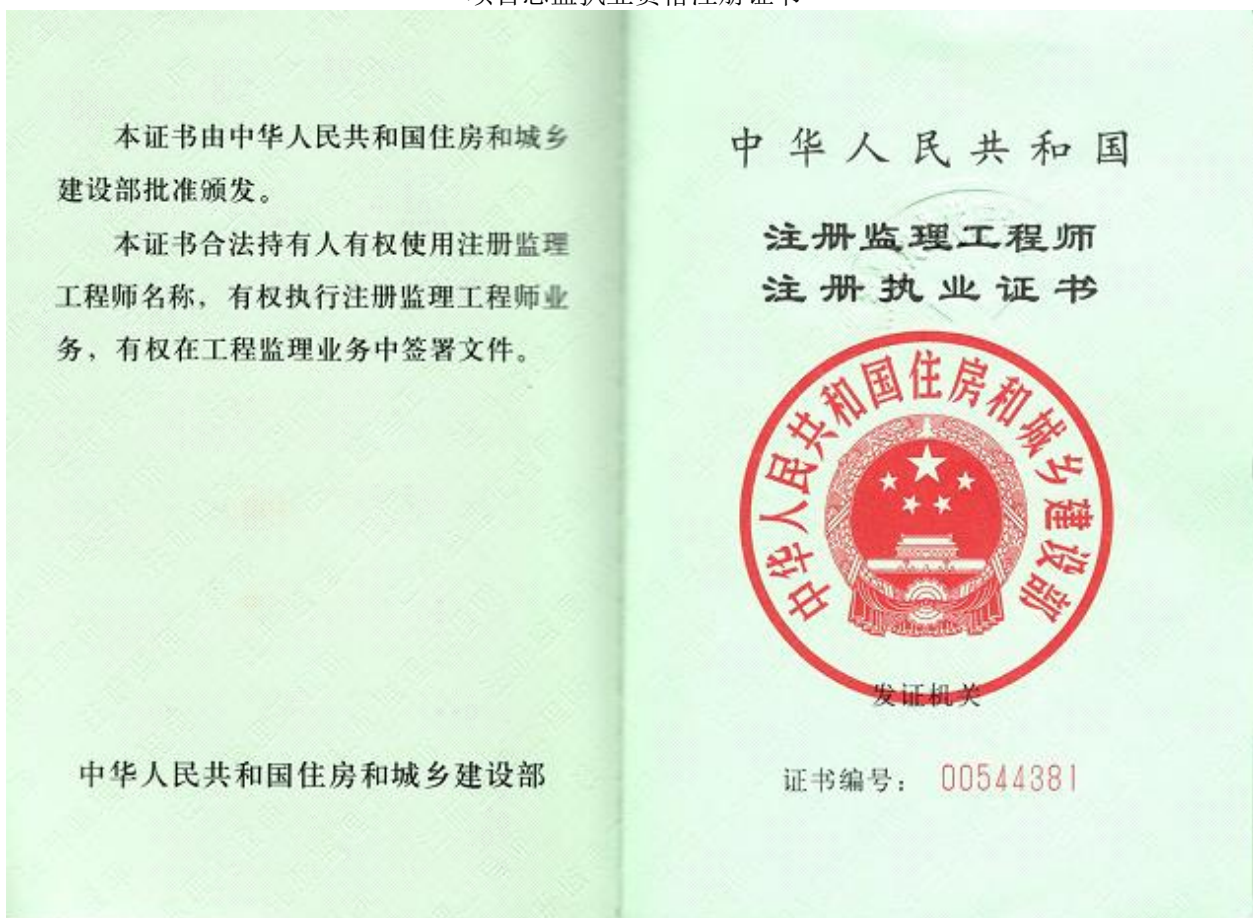 本证书由中华人民共和国住房和城乡
建设部批准颁发。
本证书合法持有人有权使用注册监理
工程师名称，有权执行注册监理工程师业
务，有权在工程监理业务中签署文件。
中华人民共和国住房和城乡建设部
中华人民共和国
注册监理工程师
注册执业证书
中华人民共和国住房和城乡建设部
发证机关
证书编号： 00544381